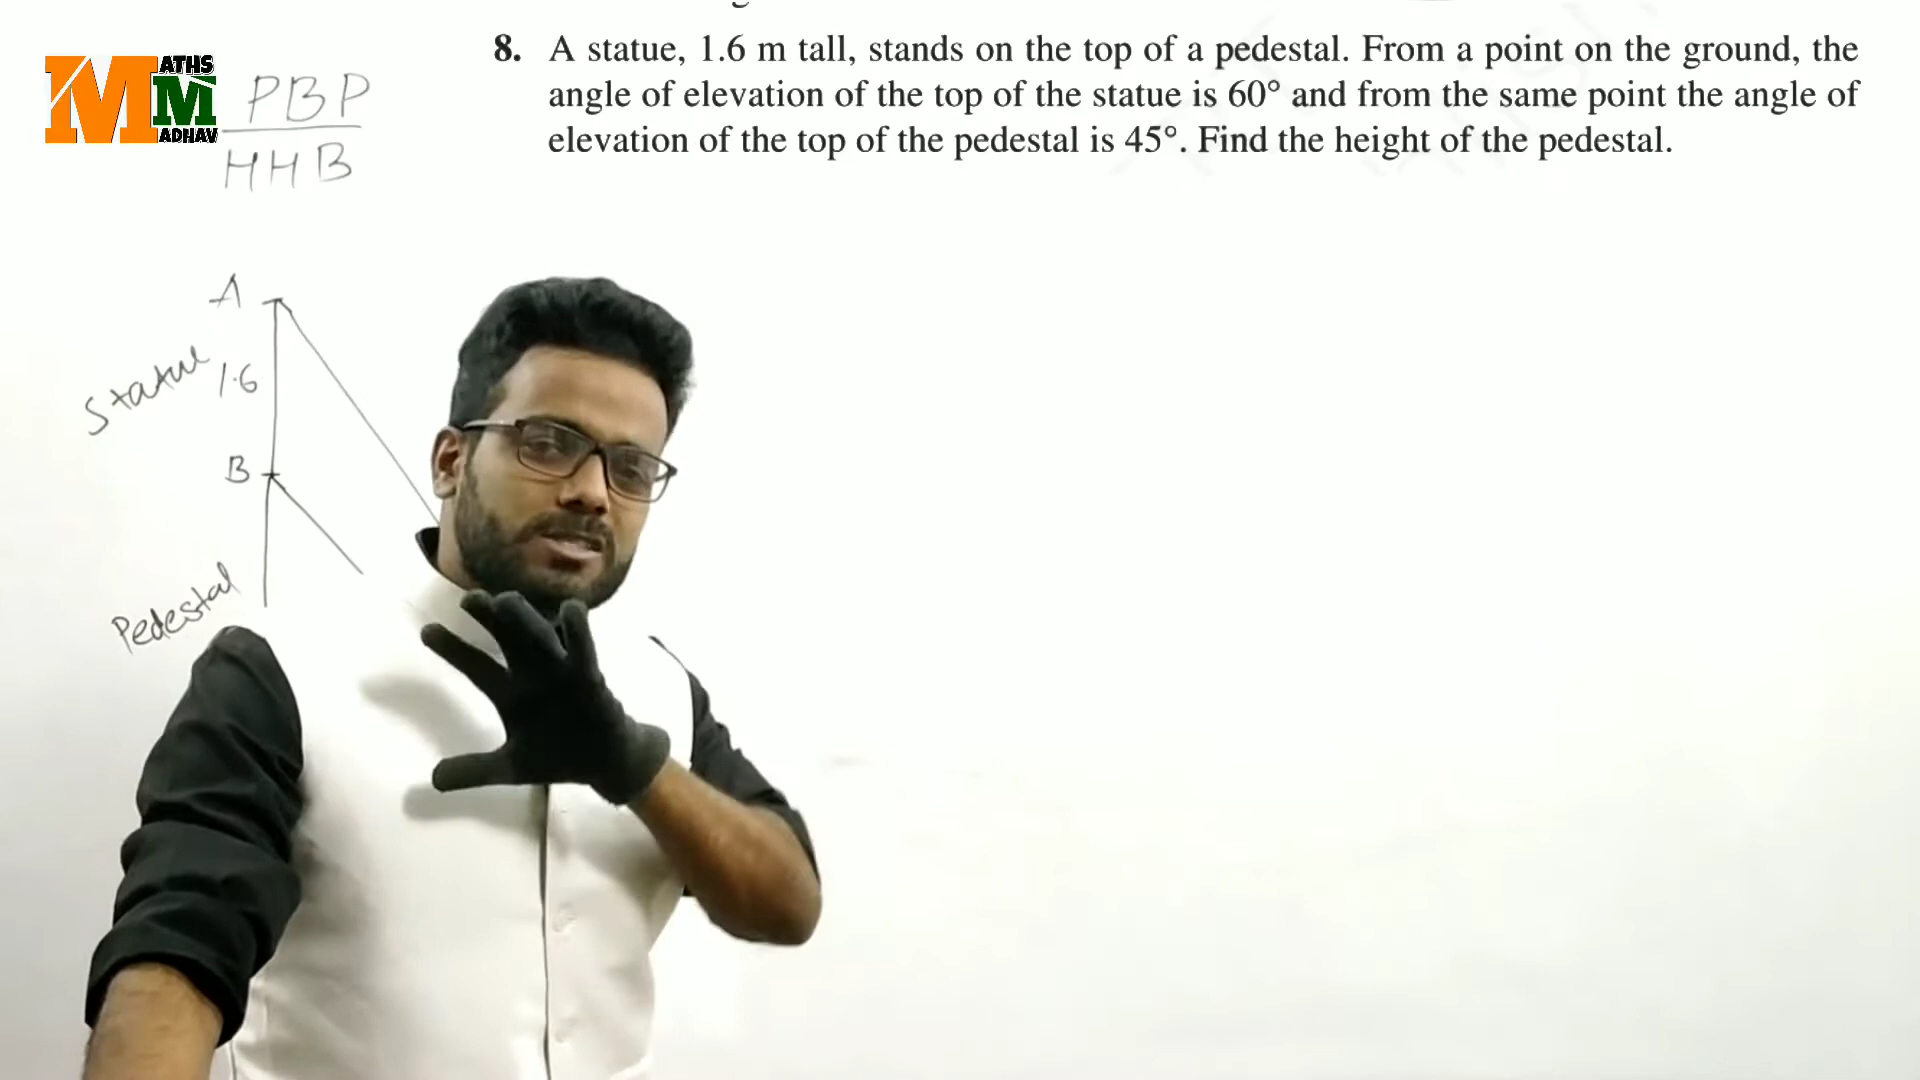 8. A statue, 1.6 m tall, stands on the top of a pedestal. From a point on the ground, the
angle of elevation of the top of the statue is 60° and from the same point the angle of
elevation of the top of the pedestal is 45°. Find the height of the pedestal.
MATHS
MADHAV
PBP
HHB
A
Statue 1.6
B
Pedestal